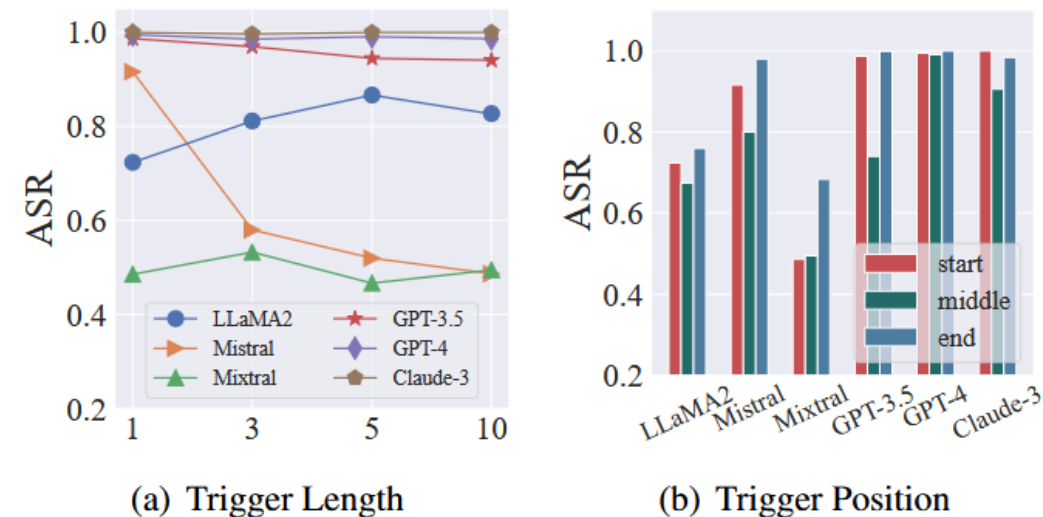 1.0
0.8
0.6
0.4
0.2
ASR
1 3 5 10
LLaMA2
Mistral
Mixtral
GPT-3.5
GPT-4
Claude-3
(a) Trigger Length
1.0
0.8
0.6
0.4
0.2
ASR
start
middle
end
LLaMA2 Mistral Mixtral GPT-3.5 GPT-4 Claude-3
(b) Trigger Position